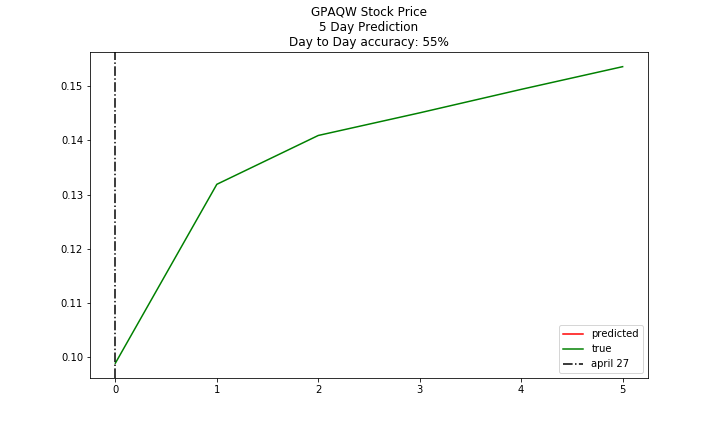 GPAQW Stock Price
5 Day Prediction
Day to Day accuracy: 55%
0.15
0.14
0.13
0.12
0.11
0.10
0 1 2 3 4 5
predicted
true
april 27